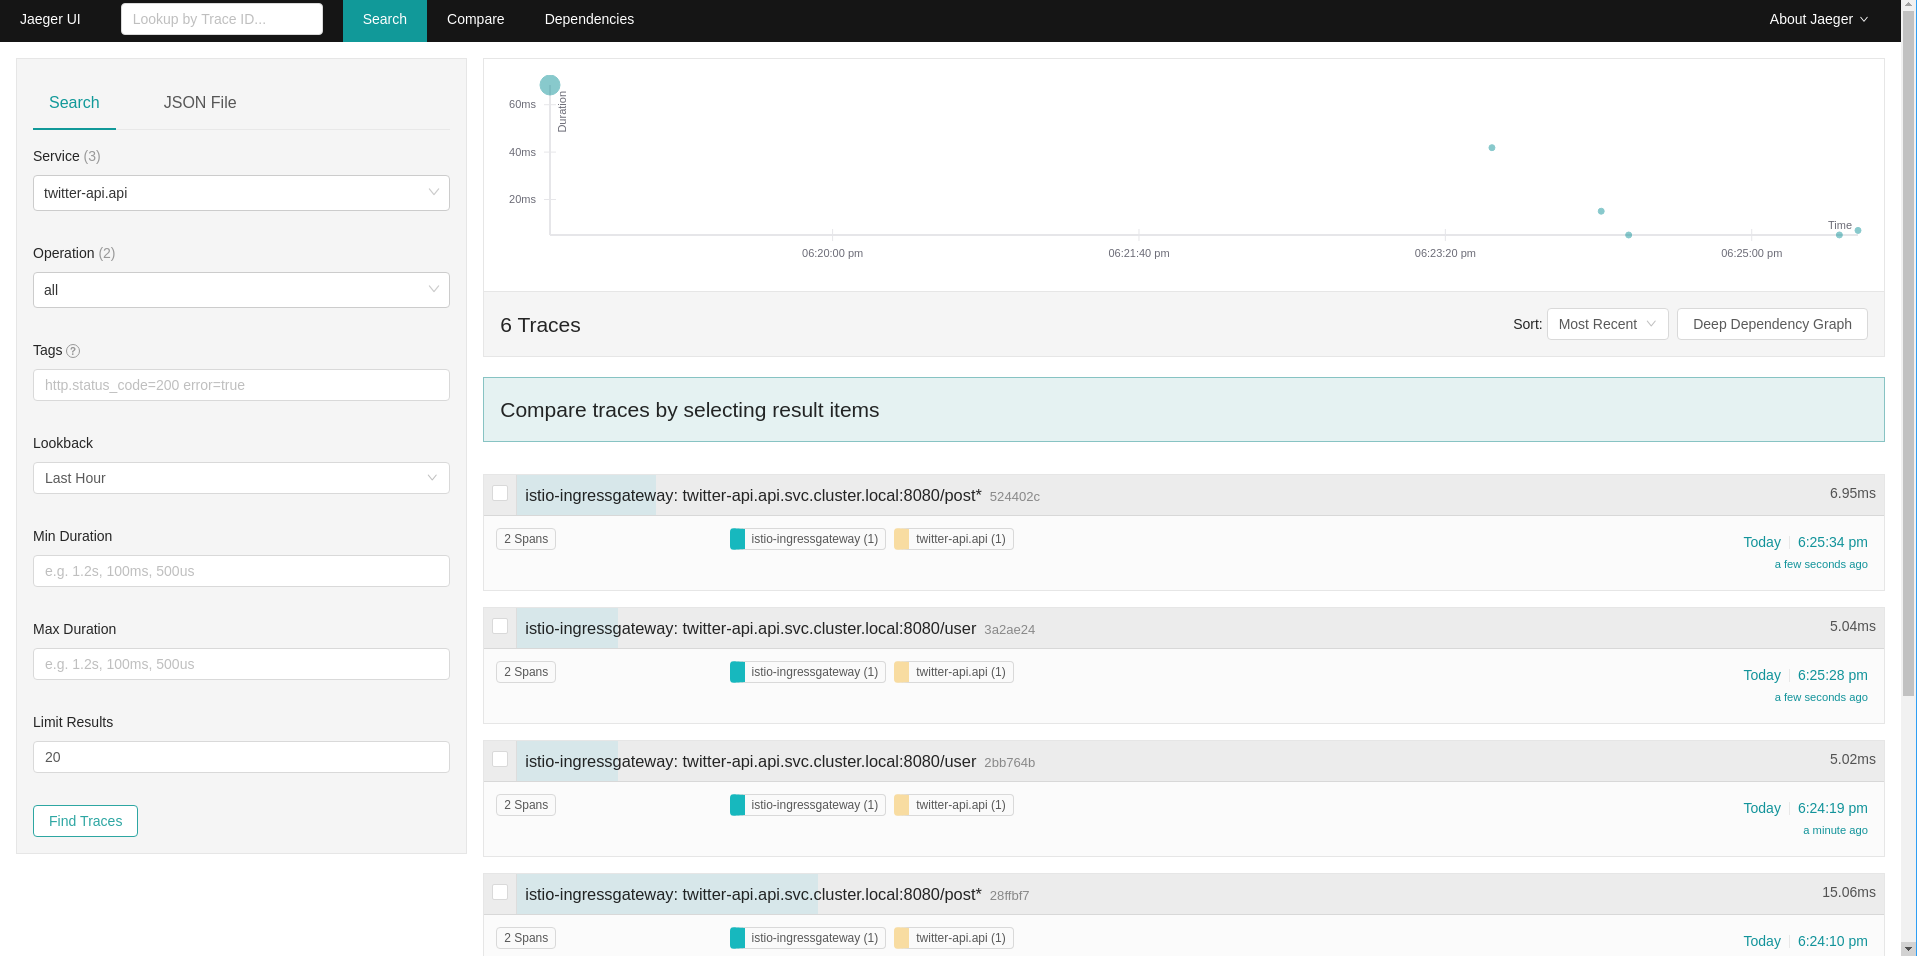 Jaeger UI
Lookup by Trace ID...
Search
Compare
Dependencies
About Jaeger
Search
JSON File
Service (3)
twitter-api.api
Operation (2)
all
Tags ?
http.status_code=200 error=true
Lookback
Last Hour
Min Duration
e.g. 1.2s, 100ms, 500us
Max Duration
e.g. 1.2s, 100ms, 500us
Limit Results
20
Find Traces
Duration
60ms
40ms
20ms
Time
06:20:00 pm
06:21:40 pm
06:23:20 pm
06:25:00 pm
6 Traces
Sort:
Most Recent
Deep Dependency Graph
Compare traces by selecting result items
istio-ingressgateway: twitter-api.api.svc.cluster.local:8080/post* 524402c
6.95ms
2 Spans
istio-ingressgateway (1)
twitter-api.api (1)
Today 6:25:34 pm
a few seconds ago
istio-ingressgateway: twitter-api.api.svc.cluster.local:8080/user 3a2ae24
5.04ms
2 Spans
istio-ingressgateway (1)
twitter-api.api (1)
Today 6:25:28 pm
a few seconds ago
istio-ingressgateway: twitter-api.api.svc.cluster.local:8080/user 2bb764b
5.02ms
2 Spans
istio-ingressgateway (1)
twitter-api.api (1)
Today 6:24:19 pm
a minute ago
istio-ingressgateway: twitter-api.api.svc.cluster.local:8080/post* 28ffbf7
15.06ms
2 Spans
istio-ingressgateway (1)
twitter-api.api (1)
Today 6:24:10 pm